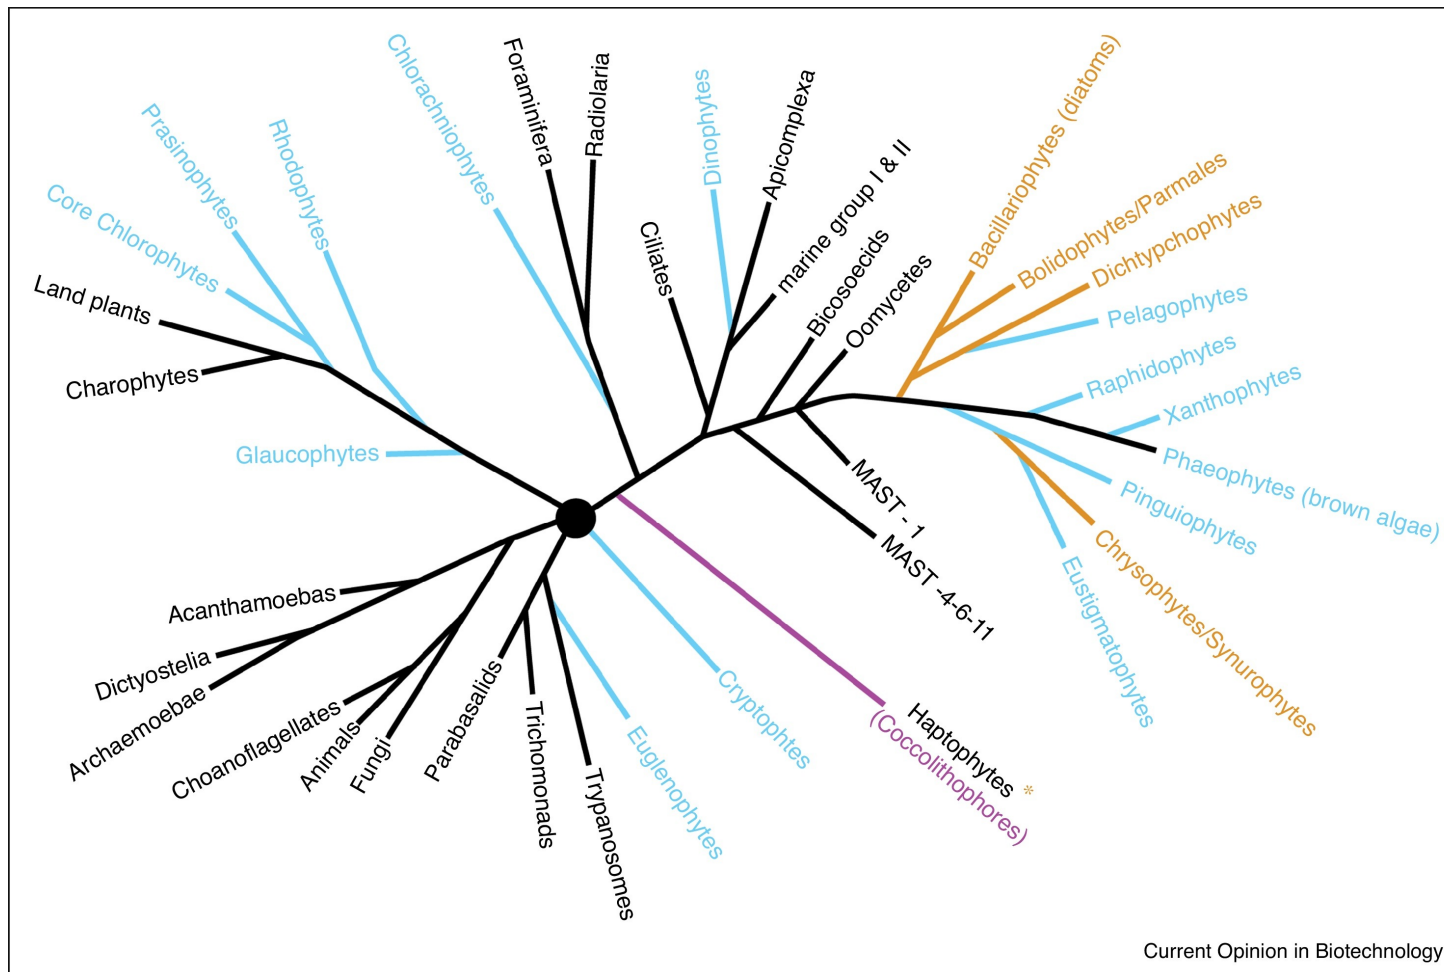 Chlorachniophytes
Foraminifera
Radiolaria
Dinophytes
Apicomplexa
marine group I & II
Bacillariophytes (diatoms)
Prasinophytes
Rhodophytes
Core Chlorophytes
Ciliates
Bicosoecids
Oomycetes
Bolidophytes/Parmales
Dichtypchophytes
Land plants
Charophytes
Pelagophytes
Raphidophytes
Xanthophytes
Glaucophytes
Phaeophytes (brown algae)
Pinguiophytes
MAST - 1
MAST -4-6-11
Chrysophytes/Synurophytes
Eustigmatophytes
Acanthamoebas
Dictyostelia
Archaemoebae
Choanoflagellates
Animals
Fungi
Parabasalids
Trichomonads
Trypanosomes
Euglenophytes
Cryptophtes
Haptophytes *
(Coccolithophores)
Current Opinion in Biotechnology